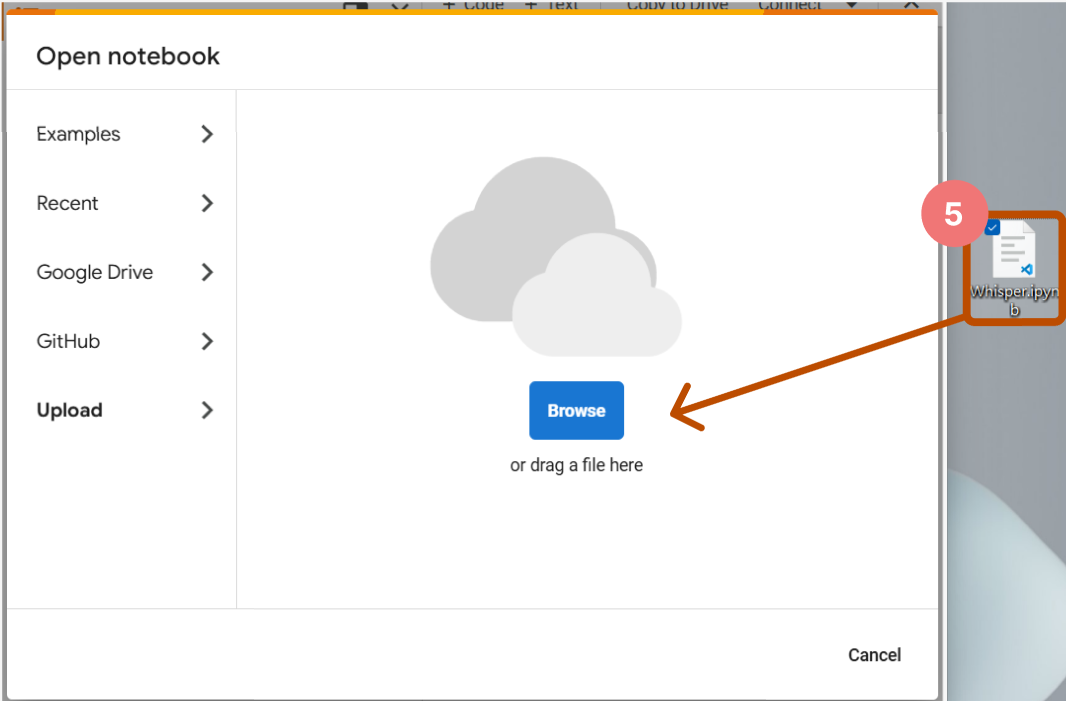 + Code + Text Copy to Drive Connect
Open notebook
Examples
Recent
Google Drive
GitHub
Upload
Browse
or drag a file here
Cancel
5
Whisper.ipyn
b